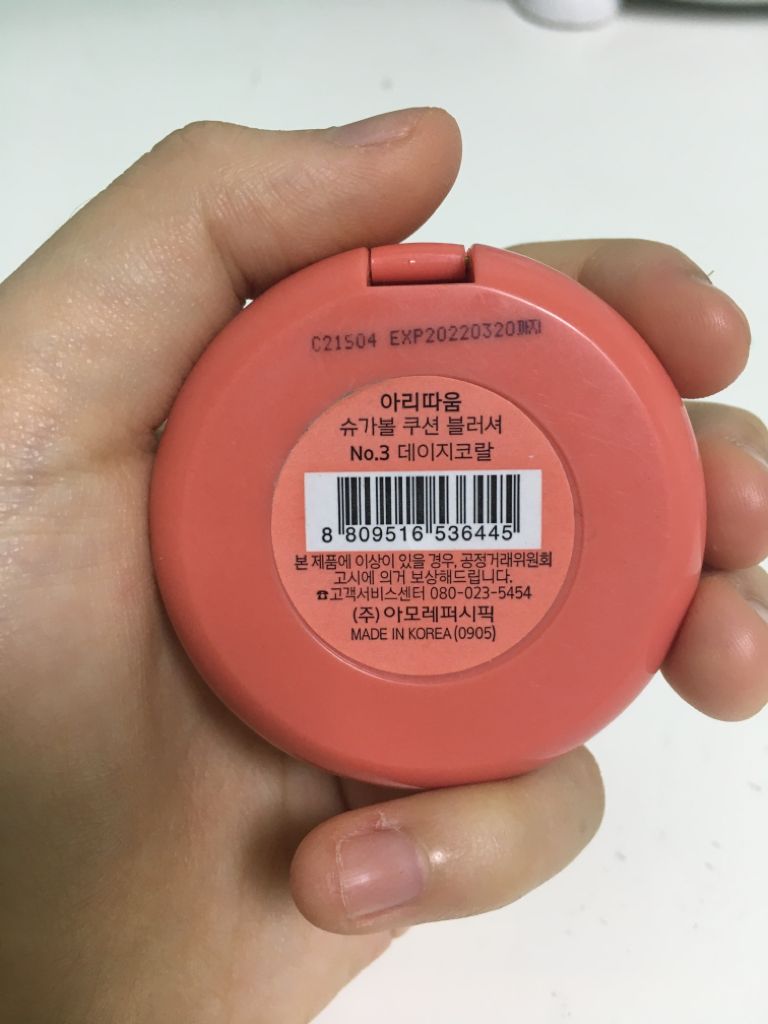 C21S04 EXP20220320까지
아리따움
슈가볼 쿠션 블러셔
No.3 데이지코랄
8 809516 536445
본 제품에 이상이 있을 경우, 공정거래위원회
고시에 의거 보상해드립니다.
☎고객서비스센터 080-023-5454
(주)아모레퍼시픽
MADE IN KOREA(0905)